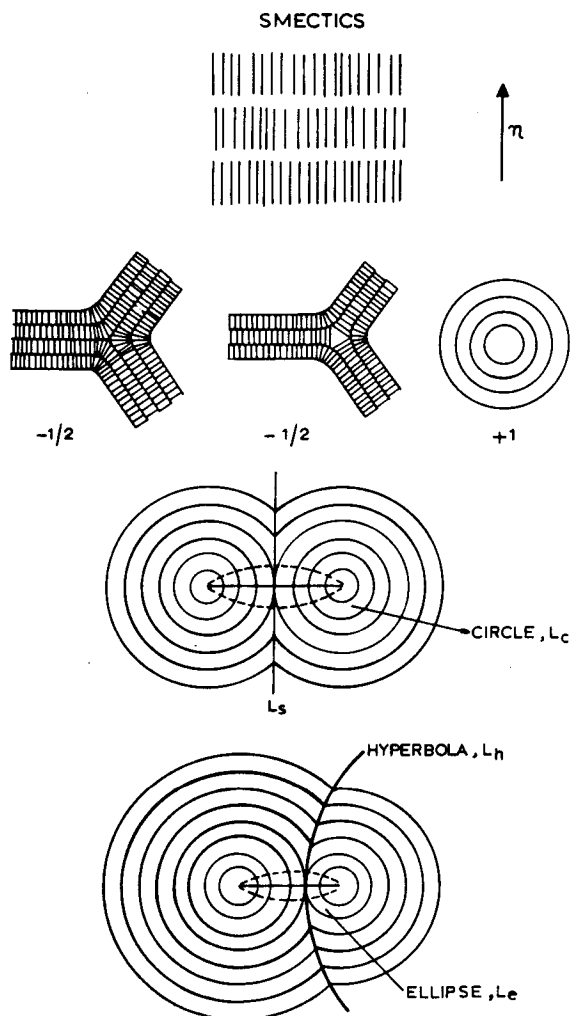 SMECTICS
η
-1/2
- 1/2
+1
CIRCLE, Lc
Ls
HYPERBOLA, Lh
ELLIPSE, Le